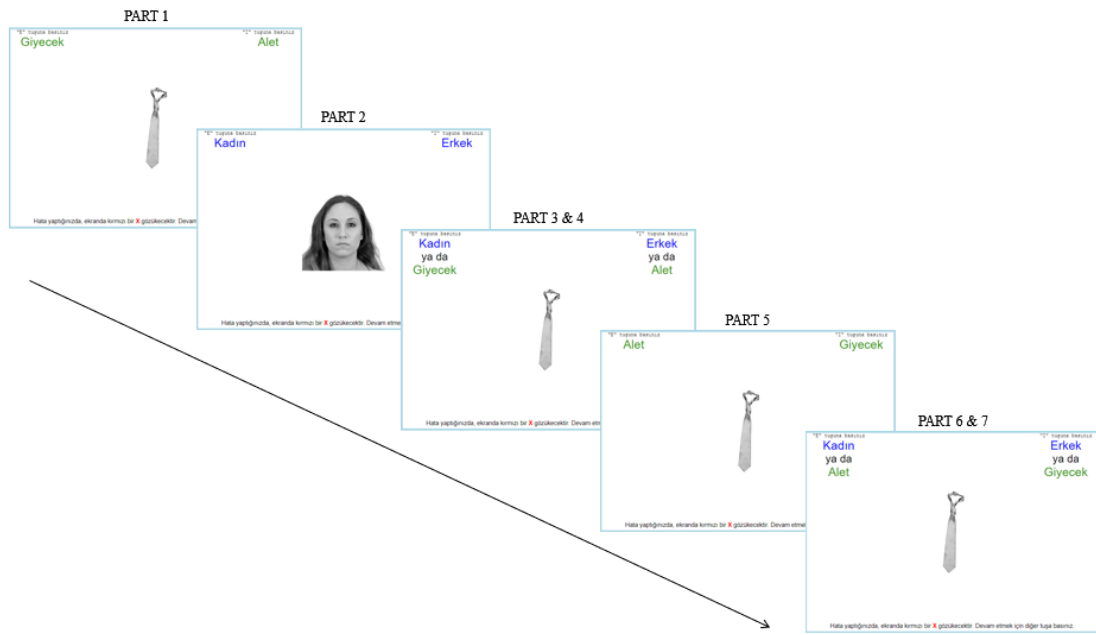 PART 1
"E" tuşuna basınız
Giyecek
"I" tuşuna basınız
Alet
Hata yaptığınızda, ekranda kırmızı bir X gözükecektir. Devam
PART 2
"E" tuşuna basınız
Kadın
"I" tuşuna basınız
Erkek
Hata yaptığınızda, ekranda kırmızı bir X gözükecektir. Devam etme
PART 3 & 4
"E" tuşuna basınız
Kadın
ya da
Giyecek
"I" tuşuna basınız
Erkek
ya da
Alet
Hata yaptığınızda, ekranda kırmızı bir X gözükecektir. Devam etm
PART 5
"E" tuşuna basınız
Alet
"I" tuşuna basınız
Giyecek
Hata yaptığınızda, ekranda kırmızı bir X gözükecektir. Devam etme
PART 6 & 7
"E" tuşuna basınız
Kadın
ya da
Alet
"I" tuşuna basınız
Erkek
ya da
Giyecek
Hata yaptığınızda, ekranda kırmızı bir X gözükecektir. Devam etmek için diğer tuşa basınız